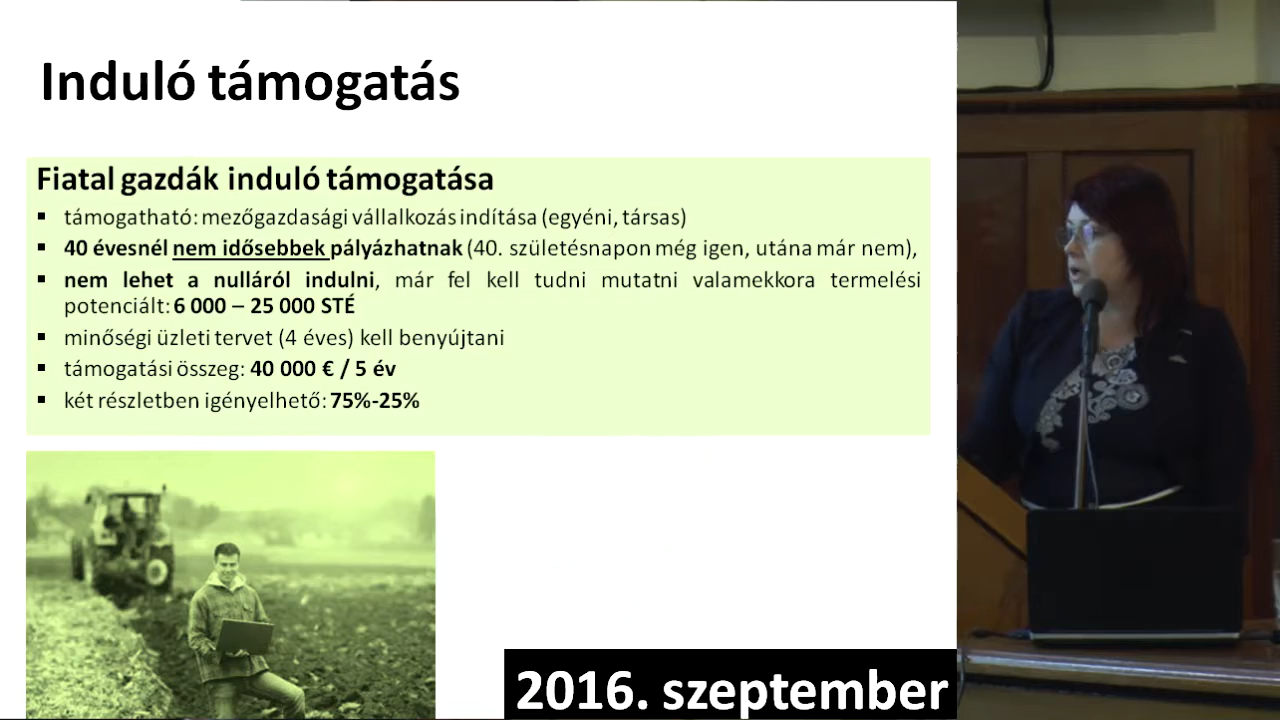 Induló támogatás
Fiatal gazdák induló támogatása
▪ támogatható: mezőgazdasági vállalkozás indítása (egyéni, társas)
▪ 40 évesnél nem idősebbek pályázhatnak (40. születésnapon még igen, utána már nem),
▪ nem lehet a nulláról indulni, már fel kell tudni mutatni valamekkora termelési
potenciált: 6 000 – 25 000 STÉ
▪ minőségi üzleti tervet (4 éves) kell benyújtani
▪ támogatási összeg: 40 000 € / 5 év
▪ két részletben igényelhető: 75%-25%
2016. szeptember